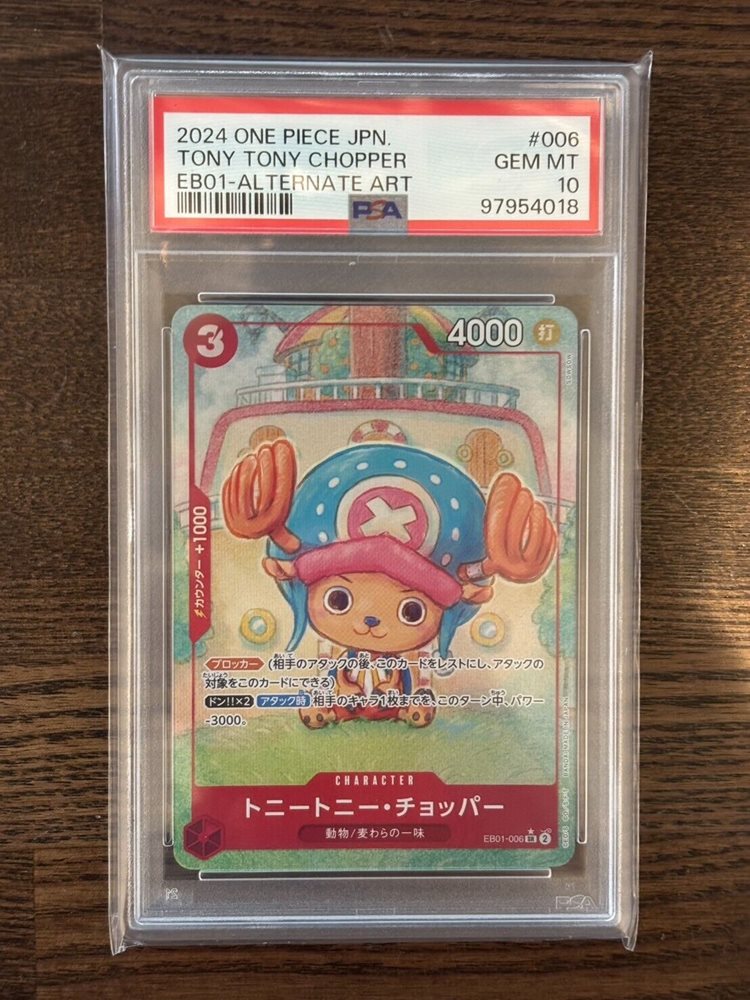 2024 ONE PIECE JPN. #006
TONY TONY CHOPPER GEM MT
EB01-ALTERNATE ART 10
PSA 97954018
3
4000 打
カウンター +1000
ブロッカー (相手のアタックの後、このカードをレストにし、アタックの
対象をこのカードにできる)
ドン!!×2 アタック時 相手のキャラ1枚までを、このターン中、パワー
-3000。
CHARACTER
トニートニー・チョッパー
動物/麦わらの一味
EB01-006 SR 2
PSA